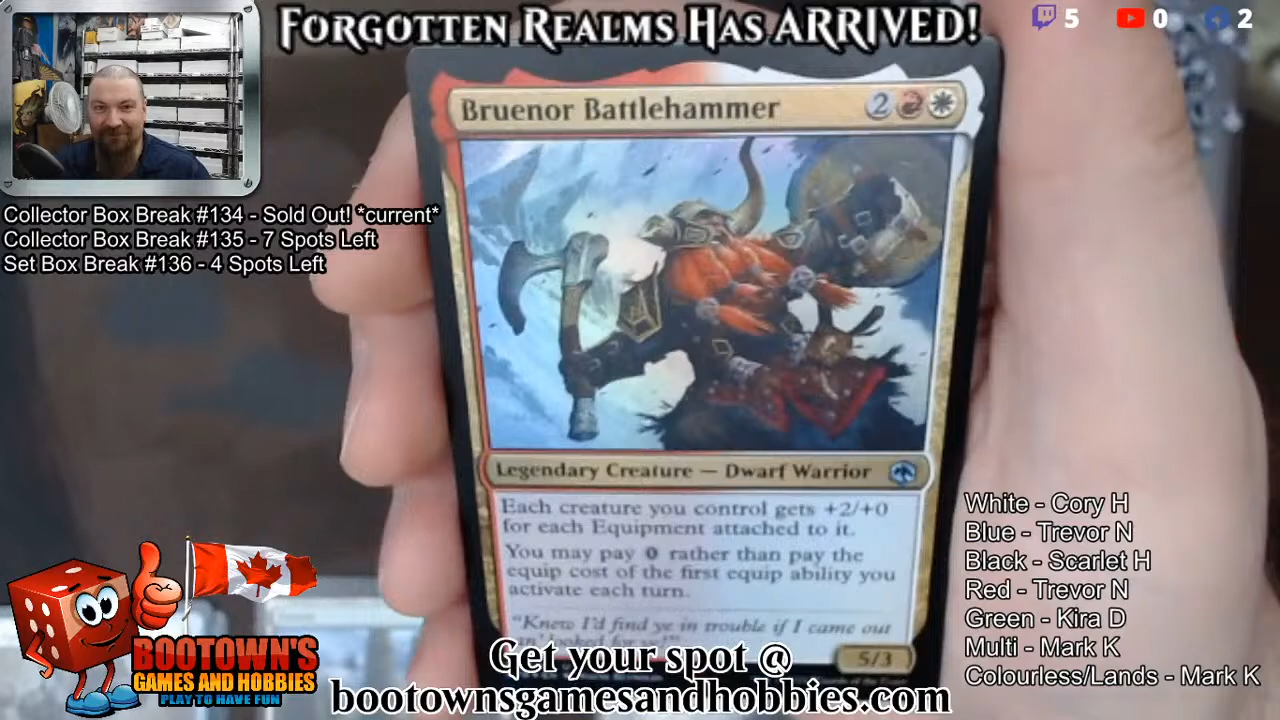 FORGOTTEN REALMS HAS ARRIVED!
5
0
2
Bruenor Battlehammer
2
Collector Box Break #134 - Sold Out! *current*
Collector Box Break #135 - 7 Spots Left
Set Box Break #136 - 4 Spots Left
Legendary Creature — Dwarf Warrior
Each creature you control gets +2/+0
for each Equipment attached to it.
You may pay 0 rather than pay the
equip cost of the first equip ability you
activate each turn.
"Knew I'd find ye in trouble if I came out
5/3
White - Cory H
Blue - Trevor N
Black - Scarlet H
Red - Trevor N
Green - Kira D
Multi - Mark K
Colourless/Lands - Mark K
BOOTOWN'S
GAMES AND HOBBIES
PLAY TO HAVE FUN
Get your spot @
bootownsgamesandhobbies.com